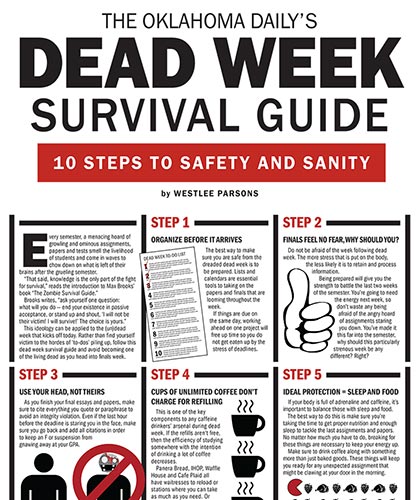 THE OKLAHOMA DAILY'S
DEAD WEEK
SURVIVAL GUIDE
10 STEPS TO SAFETY AND SANITY
by WESTLEE PARSONS
Every semester, a menacing hoard of
growling and ominous assignments,
papers and tests smell the livelihood
of students and come in waves to
chow down on what is left of their
brains after the grueling semester.
"That said, knowledge is only part of the fight
for survival," reads the introduction to Max Brooks'
book "The Zombie Survival Guide."
Brooks writes, "ask yourself one question:
what will you do — end your existence in passive
acceptance, or stand up and shout, 'I will not be
their victim! I will survive!' The choice is yours."
This ideology can be applied to the (un)dead
week that kicks off today. Rather than find yourself
victim to the hordes of 'to-dos' piling up, follow this
dead week survival guide and avoid becoming one
of the living dead as you head into finals week.
STEP 1
ORGANIZE BEFORE IT ARRIVES
DEAD WEEK TO-DO LIST
The best way to make
sure you are safe from the
dreaded dead week is to
be prepared. Lists and
calendars are essential
tools in taking on the
papers and finals that are
looming throughout the
week.
If things are due on
the same day, working
ahead on one project will
free up time so you do
not get eaten up by the
stress of deadlines.
STEP 2
FINALS FEEL NO FEAR, WHY SHOULD YOU?
Do not be afraid of the week following dead
week. The more stress that is put on the body,
the less likely it is to retain and process
information.
Being prepared will give you the
strength to battle the last two weeks
of the semester. You're going to need
the energy next week, so
don't waste any being
afraid of the angry hoard
of assignments staring
you down. You've made it
this far into the semester,
why should this particularly
strenuous week be any
different? Right?
STEP 3
USE YOUR HEAD, NOT THEIRS
As you finish your final essays and papers, make
sure to cite everything you quote or paraphrase to
avoid an integrity violation. Even if the last hour
before the deadline is staring you in the face, make
sure you go back and add all citations in order
to keep an F or suspension from
gnawing away at your GPA.
STEP 4
CUPS OF UNLIMITED COFFEE DON'T
CHARGE FOR REFILLING
This is one of the key
components to any caffeine
drinkers' arsenal during dead
week. If the refills aren't free,
then the efficiency of studying
somewhere with the intention
of drinking a lot of coffee
decreases.
Panera Bread, IHOP, Waffle
House and Cafe Plaid all
have witnessed to reload or
stations where you can take
as much as you need. Or
STEP 5
IDEAL PROTECTION = SLEEP AND FOOD
If your body is full of adrenaline and caffeine, it's
important to balance those with sleep and food.
The best way to do this is make sure you're
taking the time to get proper nutrition and enough
sleep to tackle the last assignments and papers.
No matter how much you have to do, breaking for
these things are necessary to keep your energy up.
Make sure to drink coffee along with something
more than just baked goods. These things will keep
you ready for any unexpected assignment that
might be clawing at your door in the morning.